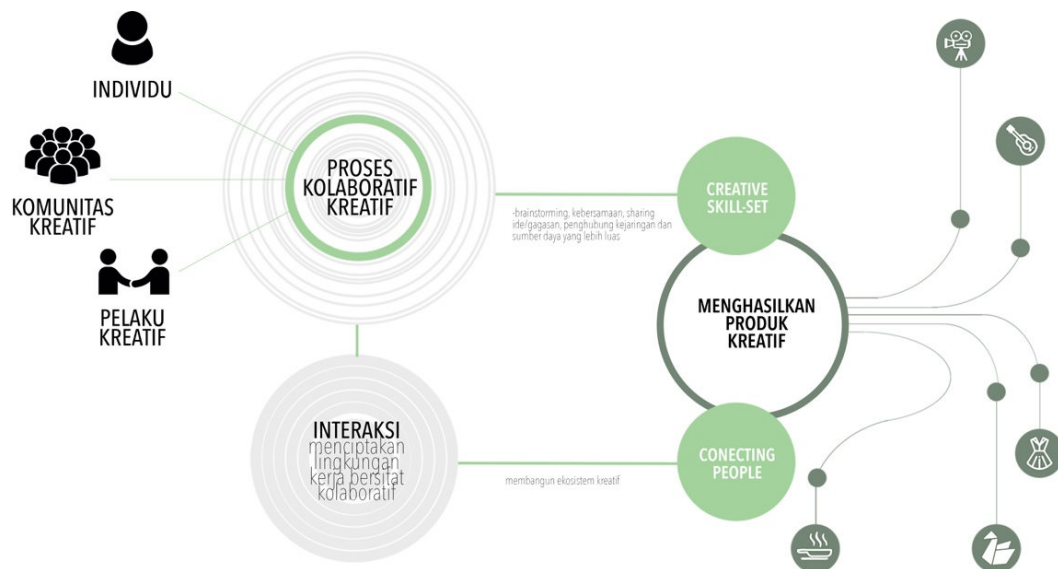 INDIVIDU
KOMUNITAS
KREATIF
PELAKU
KREATIF
PROSES
KOLABORATIF
KREATIF
-brainstorming, kebersamaan, sharing
ide/gagasan, penghubung kejaringan dan
sumber daya yang lebih luas
CREATIVE
SKILL-SET
MENGHASILKAN
PRODUK
KREATIF
INTERAKSI
menciptakan
lingkungan
kerja bersifat
kolaboratif
membangun ekosistem kreatif
CONECTING
PEOPLE